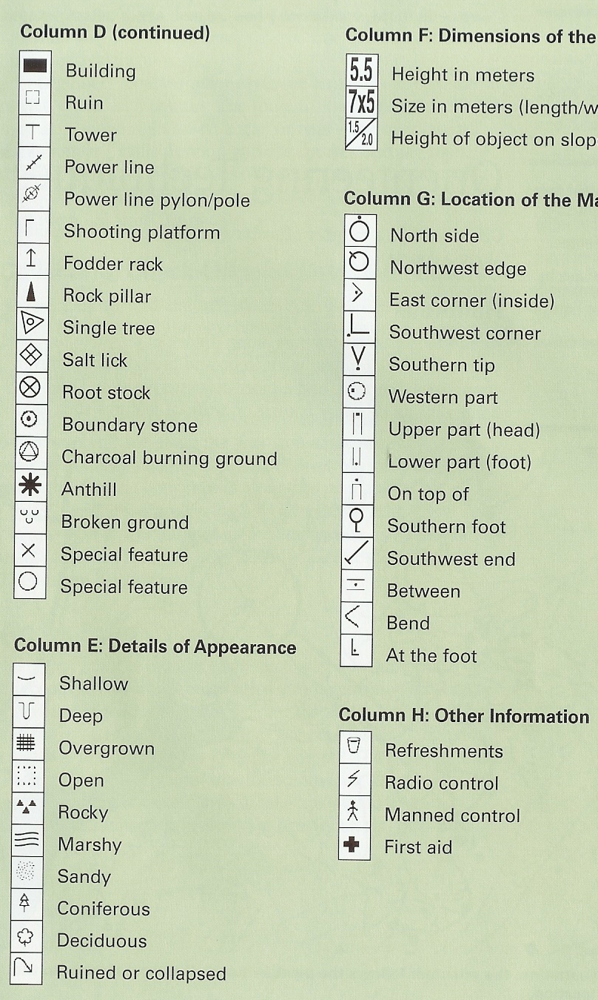 Column D (continued)
Building
Ruin
Tower
Power line
Power line pylon/pole
Shooting platform
Fodder rack
Rock pillar
Single tree
Salt lick
Root stock
Boundary stone
Charcoal burning ground
Anthill
Broken ground
Special feature
Special feature
Column E: Details of Appearance
Shallow
Deep
Overgrown
Open
Rocky
Marshy
Sandy
Coniferous
Deciduous
Ruined or collapsed
Column F: Dimensions of the
5.5 Height in meters
7x5 Size in meters (length/w
1.5/2.0 Height of object on slop
Column G: Location of the Ma
North side
Northwest edge
East corner (inside)
Southwest corner
Southern tip
Western part
Upper part (head)
Lower part (foot)
On top of
Southern foot
Southwest end
Between
Bend
At the foot
Column H: Other Information
Refreshments
Radio control
Manned control
First aid